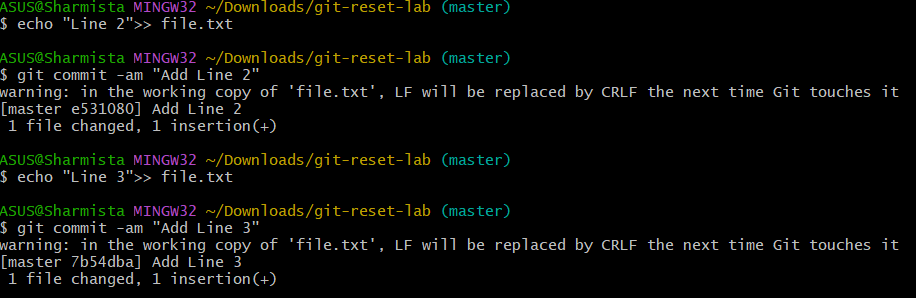 ASUS@Sharmista MINGW32 ~/Downloads/git-reset-lab (master)
$ echo "Line 2">> file.txt
ASUS@Sharmista MINGW32 ~/Downloads/git-reset-lab (master)
$ git commit -am "Add Line 2"
warning: in the working copy of 'file.txt', LF will be replaced by CRLF the next time Git touches it
[master e531080] Add Line 2
 1 file changed, 1 insertion(+)
ASUS@Sharmista MINGW32 ~/Downloads/git-reset-lab (master)
$ echo "Line 3">> file.txt
ASUS@Sharmista MINGW32 ~/Downloads/git-reset-lab (master)
$ git commit -am "Add Line 3"
warning: in the working copy of 'file.txt', LF will be replaced by CRLF the next time Git touches it
[master 7b54dba] Add Line 3
 1 file changed, 1 insertion(+)